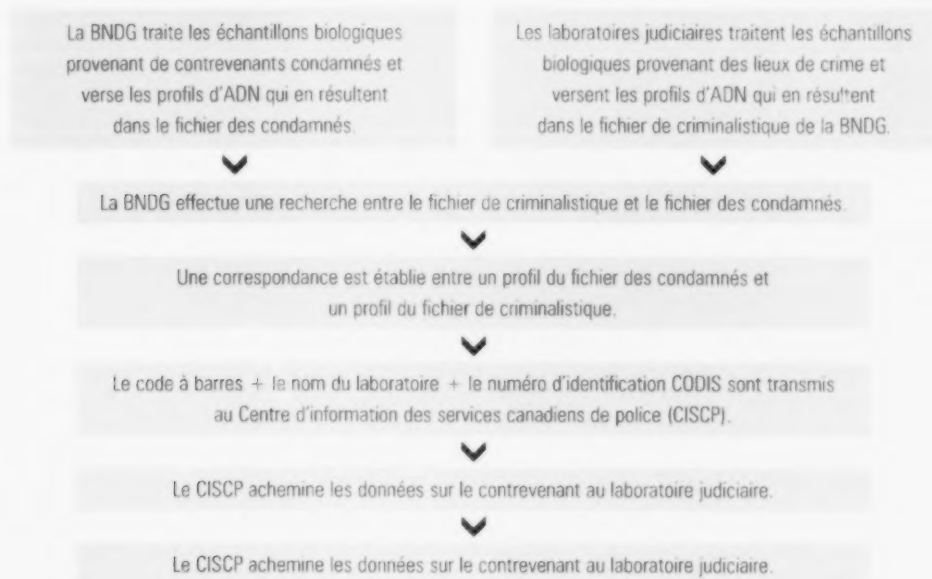 La BNDG traite les échantillons biologiques
provenant de contrevenants condamnés et
verse les profils d'ADN qui en résultent
dans le fichier des condamnés.
Les laboratoires judiciaires traitent les échantillons
biologiques provenant des lieux de crime et
versent les profils d'ADN qui en résultent
dans le fichier de criminalistique de la BNDG.
La BNDG effectue une recherche entre le fichier de criminalistique et le fichier des condamnés.
Une correspondance est établie entre un profil du fichier des condamnés et
un profil du fichier de criminalistique.
Le code à barres + le nom du laboratoire + le numéro d'identification CODIS sont transmis
au Centre d'information des services canadiens de police (CISCP).
Le CISCP achemine les données sur le contrevenant au laboratoire judiciaire.
Le CISCP achemine les données sur le contrevenant au laboratoire judiciaire.